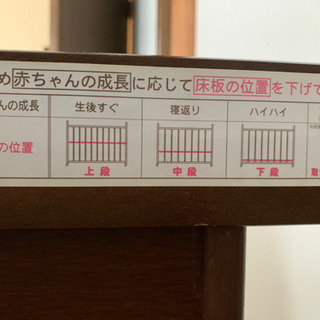 め赤ちゃんの成長に応じて床板の位置を下げて
んの成長 生後すぐ 寝返り ハイハイ
の位置 上段 中段 下段 取